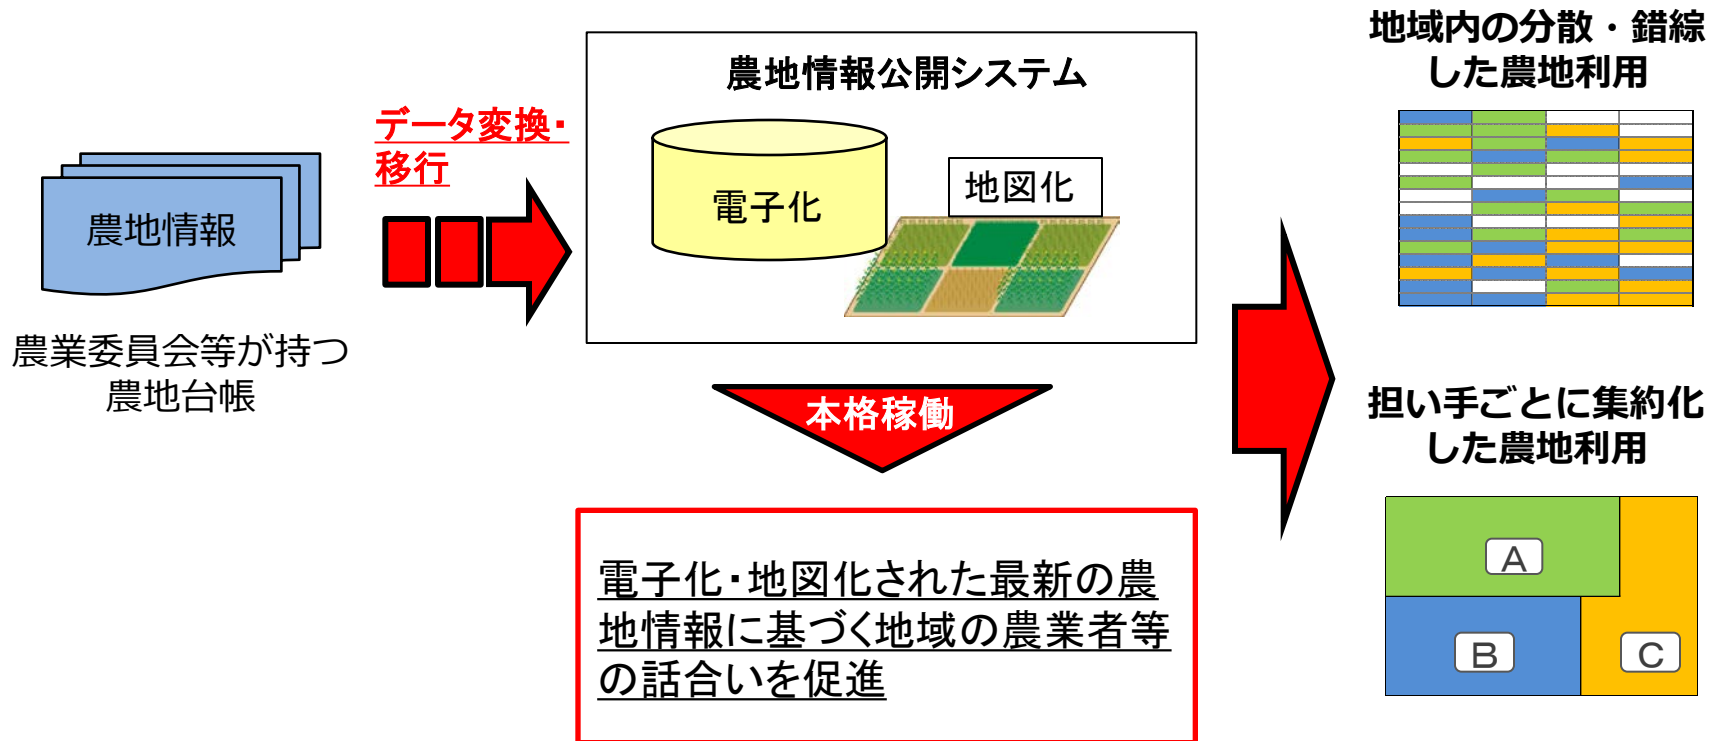 農地情報
農業委員会等が持つ
農地台帳
データ変換・
移行
農地情報公開システム
電子化
地図化
本格稼働
電子化・地図化された最新の農
地情報に基づく地域の農業者等
の話合いを促進
地域内の分散・錯綜
した農地利用
担い手ごとに集約化
した農地利用
A
B
C